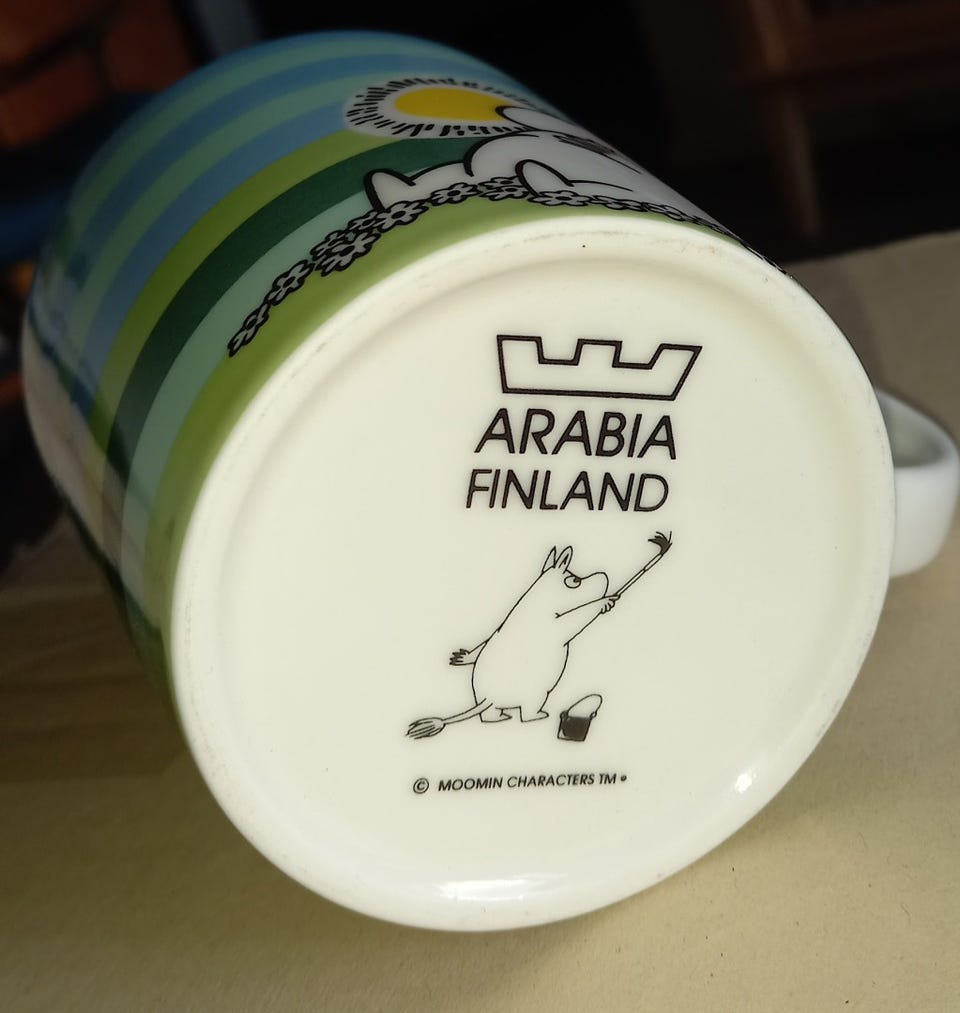 ARABIA
FINLAND
© MOOMIN CHARACTERS TM •